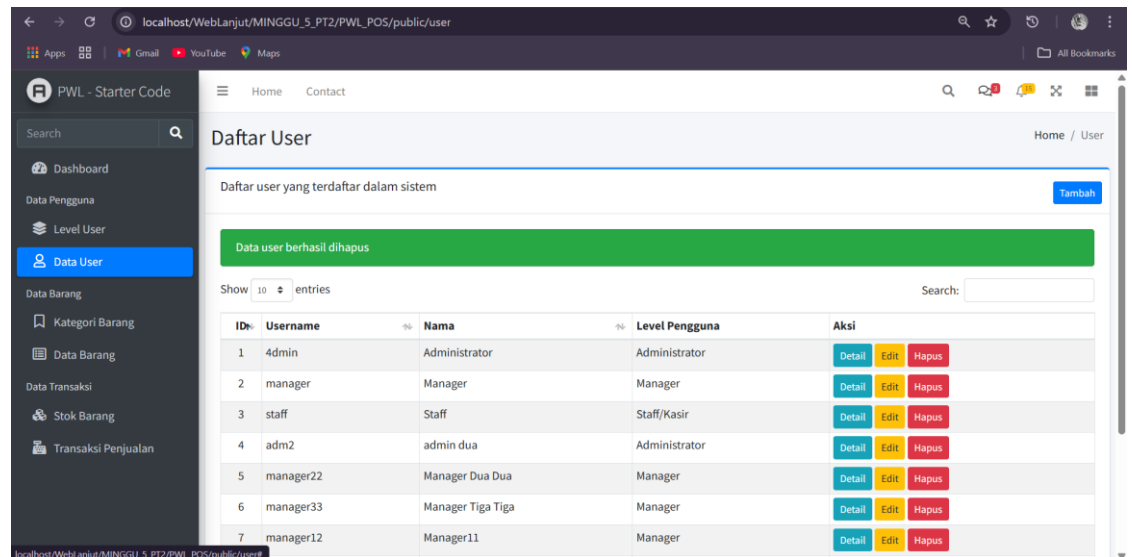 localhost/WebLanjut/MINGGU_5_PT2/PWL_POS/public/user
Apps Gmail YouTube Maps All Bookmarks
PWL - Starter Code
Home Contact
3
15
Search
Daftar User
Home / User
Dashboard
Daftar user yang terdaftar dalam sistem
Tambah
Data Pengguna
Level User
Data user berhasil dihapus
Data User
Data Barang
Show 10 entries
Search:
Kategori Barang
Data Barang
Data Transaksi
Stok Barang
Transaksi Penjualan
ID Username Nama Level Pengguna Aksi
1 4dmin Administrator Administrator Detail Edit Hapus
2 manager Manager Manager Detail Edit Hapus
3 staff Staff Staff/Kasir Detail Edit Hapus
4 adm2 admin dua Administrator Detail Edit Hapus
5 manager22 Manager Dua Dua Manager Detail Edit Hapus
6 manager33 Manager Tiga Tiga Manager Detail Edit Hapus
7 manager12 Manager11 Manager Detail Edit Hapus
localhost/WebLanjut/MINGGU_5_PT2/PWL_POS/public/user#